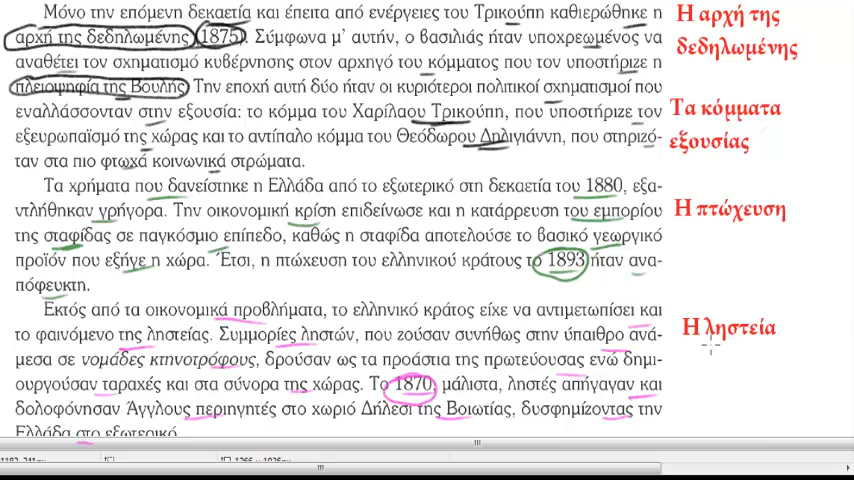 Μόνο την επόμενη δεκαετία και έπειτα από ενέργειες του Τρικούπη καθιερώθηκε η
αρχή της δεδηλωμένης (1875). Σύμφωνα μ' αυτήν, ο βασιλιάς ήταν υποχρεωμένος να
αναθέτει τον σχηματισμό κυβέρνησης στον αρχηγό του κόμματος που τον υποστήριζε η
πλειοψηφία της Βουλής. Την εποχή αυτή δύο ήταν οι κυριότεροι πολιτικοί σχηματισμοί που
εναλλάσσονταν στην εξουσία: το κόμμα του Χαρίλαου Τρικούπη, που υποστήριζε τον
εξευρωπαϊσμό της χώρας και το αντίπαλο κόμμα του Θεόδωρου Δηλιγιάννη, που στηριζό-
ταν στα πιο φτωχά κοινωνικά στρώματα.
Τα χρήματα που δανείστηκε η Ελλάδα από το εξωτερικό στη δεκαετία του 1880, εξα-
ντλήθηκαν γρήγορα. Την οικονομική κρίση επιδείνωσε και η κατάρρευση του εμπορίου
της σταφίδας σε παγκόσμιο επίπεδο, καθώς η σταφίδα αποτελούσε το βασικό γεωργικό
προϊόν που εξήγε η χώρα. Έτσι, η πτώχευση του ελληνικού κράτους το 1893 ήταν ανα-
πόφευκτη.
Εκτός από τα οικονομικά προβλήματα, το ελληνικό κράτος είχε να αντιμετωπίσει και
το φαινόμενο της ληστείας. Συμμορίες ληστών, που ζούσαν συνήθως στην ύπαιθρο ανά-
μεσα σε νομάδες κτηνοτρόφους, δρούσαν ως τα προάστια της πρωτεύουσας ενώ δημι-
ουργούσαν ταραχές και στα σύνορα της χώρας. Το 1870, μάλιστα, ληστές απήγαγαν και
δολοφόνησαν Άγγλους περιηγητές στο χωριό Δήλεσι της Βοιωτίας, δυσφημίζοντας την
Ελλάδα στο εξωτερικό.
Η αρχή της
δεδηλωμένης
Τα κόμματα
εξουσίας
Η πτώχευση
Η ληστεία